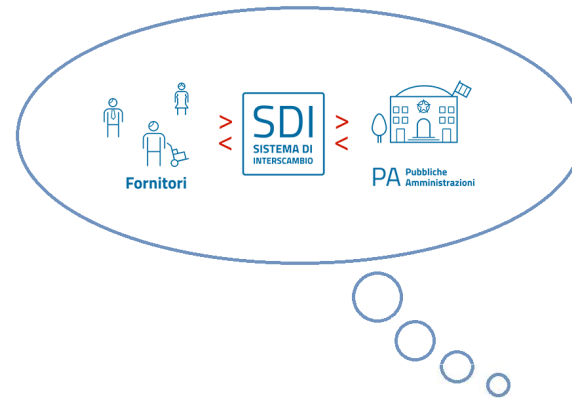 SDI
SISTEMA DI
INTERSCAMBIO
Fornitori
PA Pubbliche
Amministrazioni